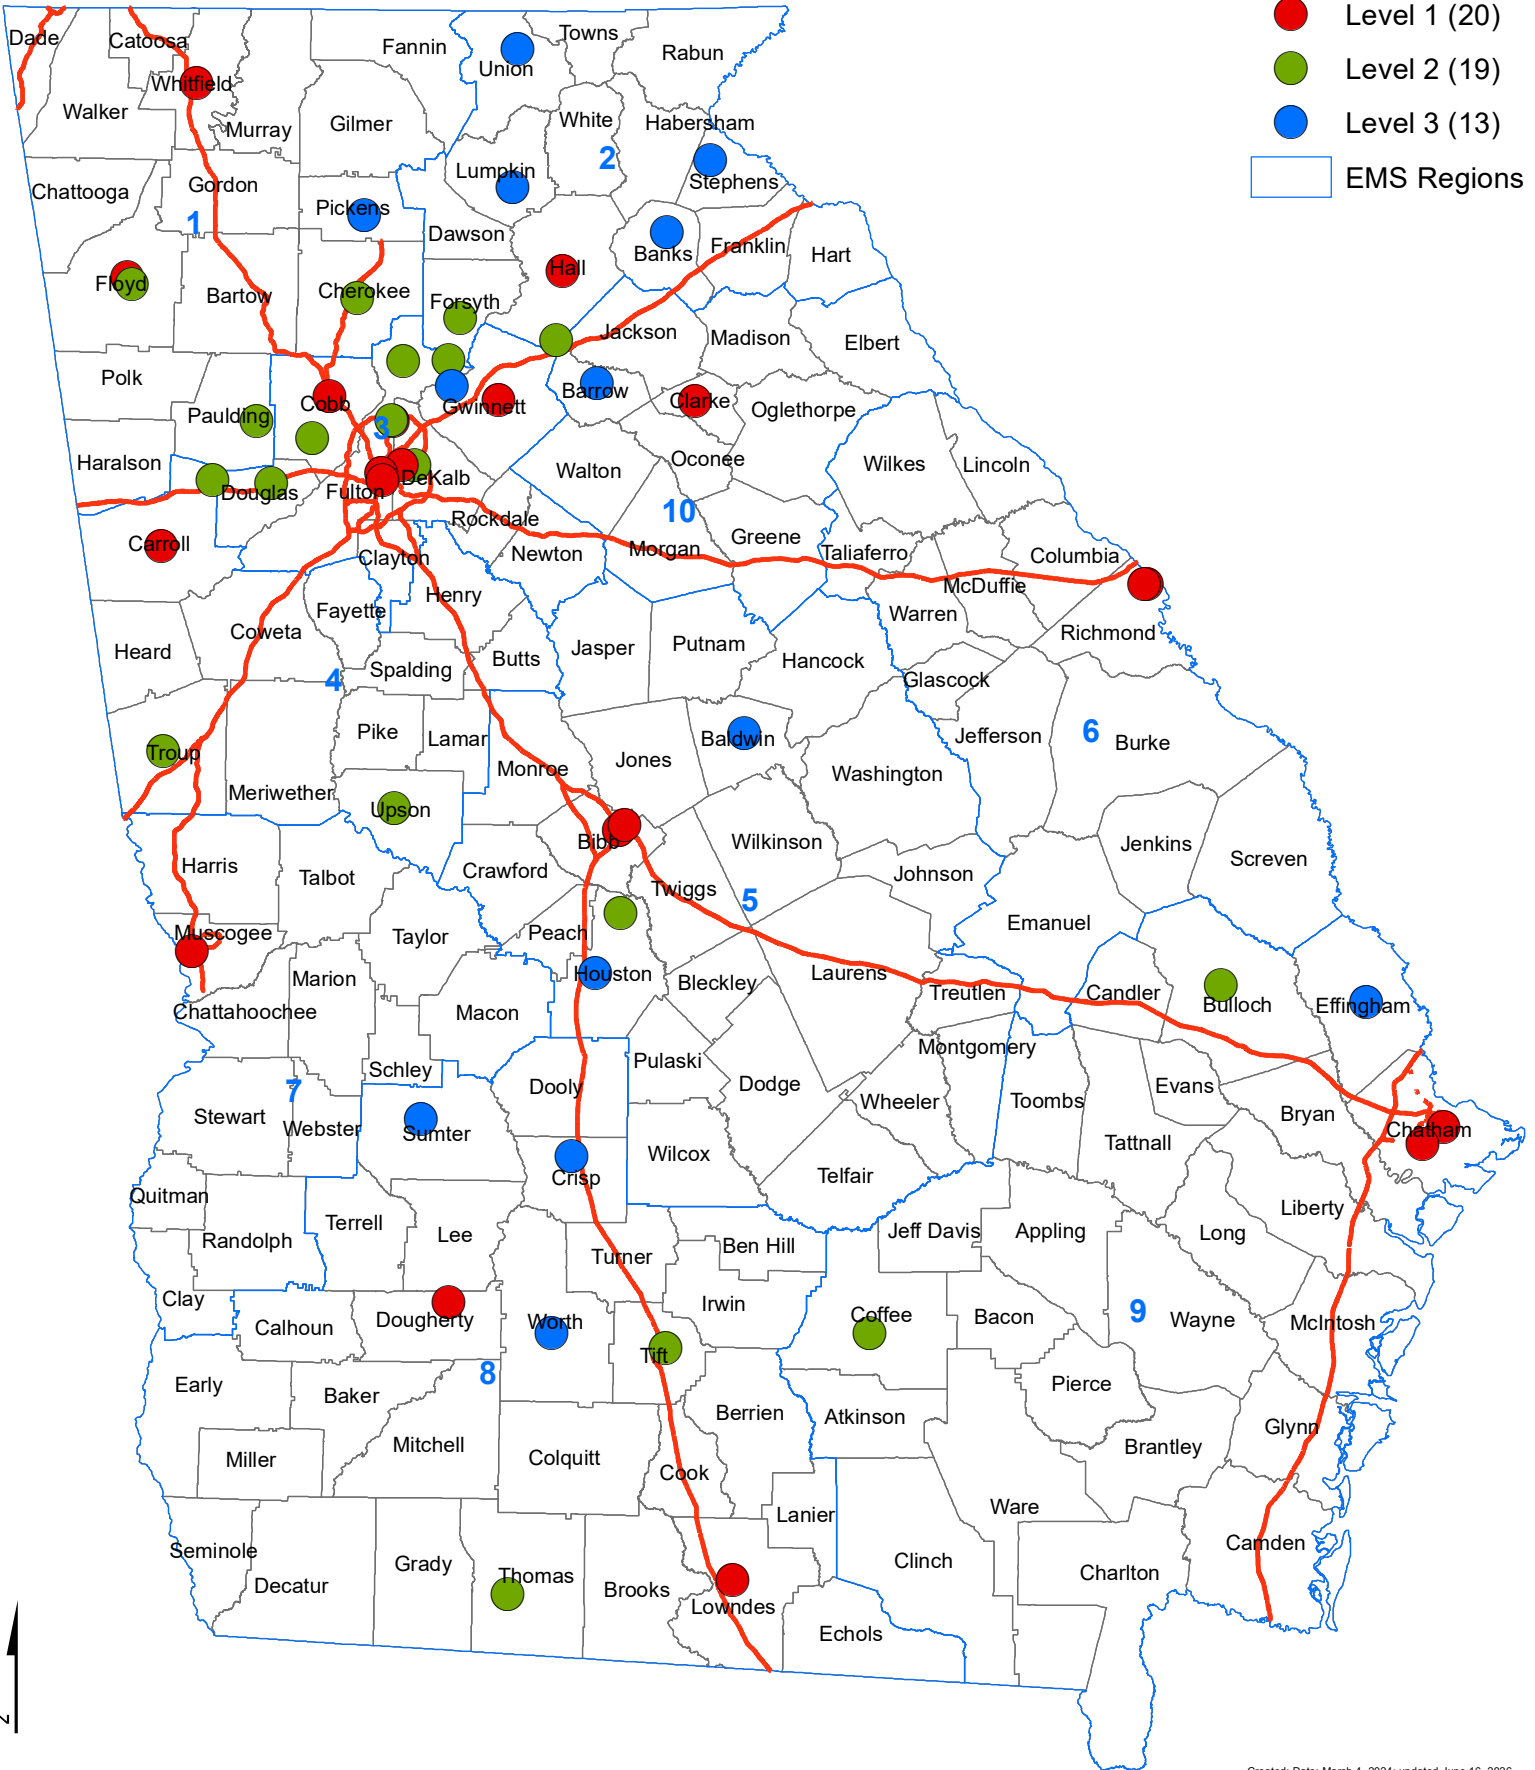 Level 1 (20)
Level 2 (19)
Level 3 (13)
EMS Regions
Dade
Catoosa
Fannin
Towns
Union
Rabun
Whitfield
Walker
Murray
Gilmer
White
Habersham
2
Lumpkin
Stephens
Chattooga
Gordon
Pickens
1
Dawson
Banks
Franklin
Hart
Hall
Floyd
Bartow
Cherokee
Forsyth
Jackson
Madison
Elbert
Polk
Barrow
Clarke
Cobb
Gwinnett
Oglethorpe
Paulding
3
Haralson
Walton
Oconee
Wilkes
Lincoln
DeKalb
Douglas
Fulton
10
Rockdale
Carroll
Clayton
Newton
Morgan
Greene
Taliaferro
Columbia
McDuffie
Henry
Fayette
Warren
Coweta
Richmond
Heard
Spalding
Butts
Jasper
Putnam
Hancock
4
Glascock
Pike
Lamar
Baldwin
Jefferson
6
Burke
Troup
Monroe
Jones
Washington
Meriwether
Upson
Bibb
Wilkinson
Jenkins
Screven
Harris
Talbot
Crawford
Johnson
Twiggs
5
Emanuel
Muscogee
Taylor
Peach
Marion
Houston
Bleckley
Laurens
Treutlen
Candler
Bulloch
Effingham
Chattahoochee
Macon
Montgomery
Schley
Pulaski
Dooly
Dodge
Evans
7
Stewart
Webster
Sumter
Wheeler
Toombs
Bryan
Chatham
Tattnall
Wilcox
Crisp
Telfair
Quitman
Terrell
Lee
Randolph
Turner
Ben Hill
Jeff Davis
Appling
Long
Liberty
Clay
Calhoun
Dougherty
Worth
Irwin
Coffee
Bacon
9
Wayne
McIntosh
Tift
8
Early
Baker
Pierce
Berrien
Atkinson
Glynn
Miller
Mitchell
Colquitt
Cook
Brantley
Lanier
Ware
Seminole
Decatur
Grady
Thomas
Brooks
Lowndes
Clinch
Charlton
Camden
Echols